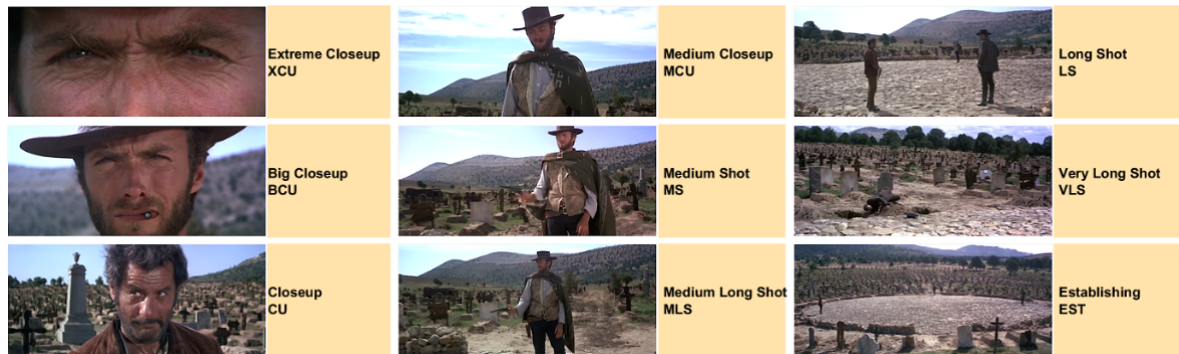 Extreme Closeup
XCU
Big Closeup
BCU
Closeup
CU
Medium Closeup
MCU
Medium Shot
MS
Medium Long Shot
MLS
Long Shot
LS
Very Long Shot
VLS
Establishing
EST